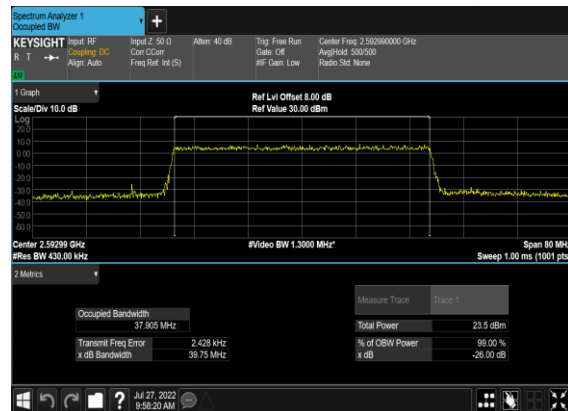 Spectrum Analyzer 1
Occupied BW
KEYSIGHT Input: RF Input Z: 50 Ω Atten: 40 dB Trig: Free Run Center Freq: 2.592990000 GHz
R T Coupling: DC Corr CCorr Gate: Off Avg|Hold: 500/500
Align: Auto Freq Ref: Int (S) #IF Gain: Low Radio Std: None
LV
1 Graph
Ref Lvl Offset 8.00 dB
Scale/Div 10.0 dB Ref Value 30.00 dBm
Log
20.0
10.0
0.00
-10.0
-20.0
-30.0
-40.0
-50.0
-60.0
Center 2.59299 GHz #Video BW 1.3000 MHz* Span 80 MHz
#Res BW 430.00 kHz Sweep 1.00 ms (1001 pts)
2 Metrics
Measure Trace Trace 1
Occupied Bandwidth
37.905 MHz Total Power 23.5 dBm
Transmit Freq Error 2.428 kHz % of OBW Power 99.00 %
x dB Bandwidth 39.75 MHz x dB -26.00 dB
Jul 27, 2022
9:58:20 AM